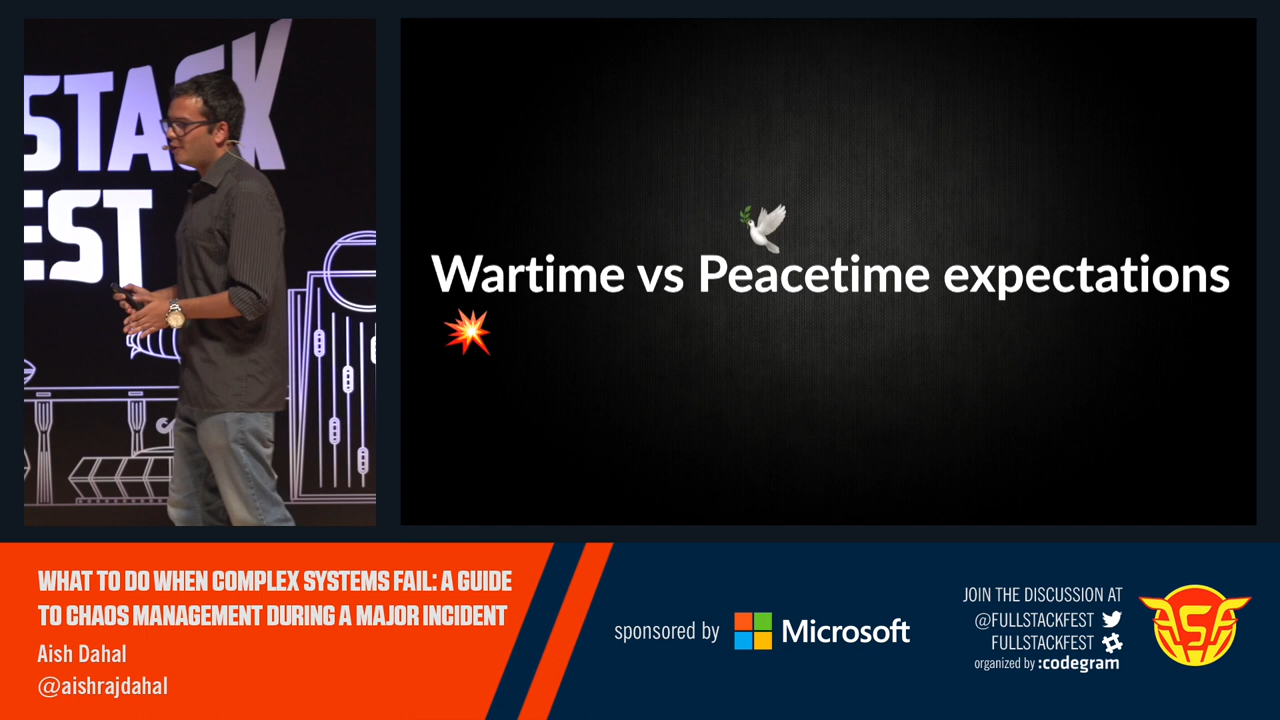 STACK
EST
Wartime vs Peacetime expectations
WHAT TO DO WHEN COMPLEX SYSTEMS FAIL: A GUIDE
TO CHAOS MANAGEMENT DURING A MAJOR INCIDENT
Aish Dahal
@aishrajdahal
sponsored by Microsoft
JOIN THE DISCUSSION AT
@FULLSTACKFEST
FULLSTACKFEST
organized by :codegram
FSF